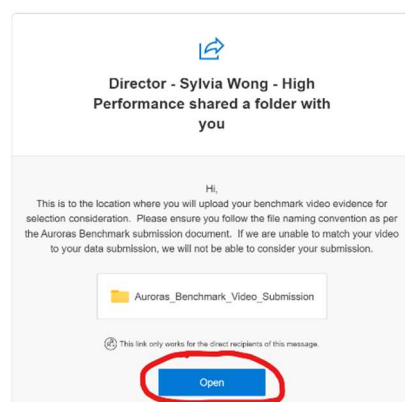 Director - Sylvia Wong - High
Performance shared a folder with
you
Hi,
This is to the location where you will upload your benchmark video evidence for
selection consideration. Please ensure you follow the file naming convention as per
the Auroras Benchmark submission document. If we are unable to match your video
to your data submission, we will not be able to consider your submission.
Auroras_Benchmark_Video_Submission
This link only works for the direct recipients of this message.
Open